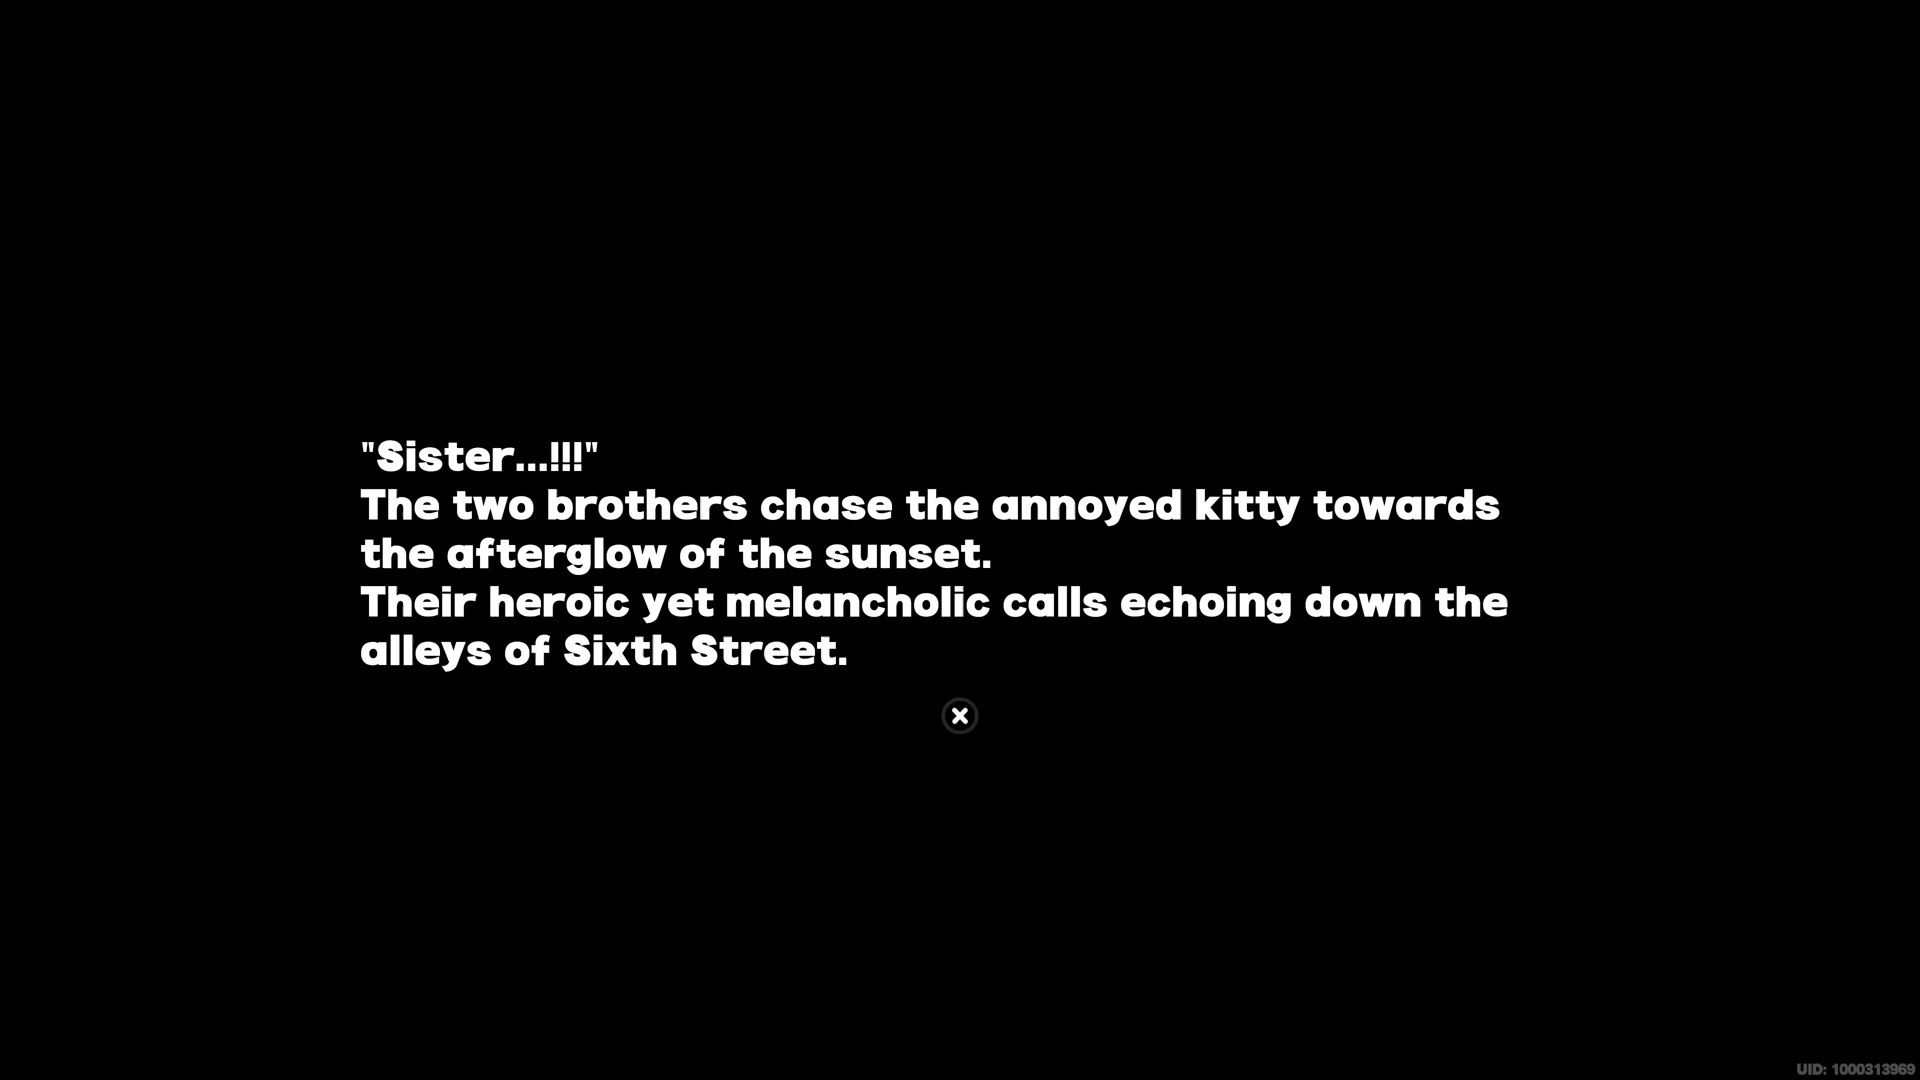 "Sister...!!!"
The two brothers chase the annoyed kitty towards
the afterglow of the sunset.
Their heroic yet melancholic calls echoing down the
alleys of Sixth Street.
UID: 1000313969